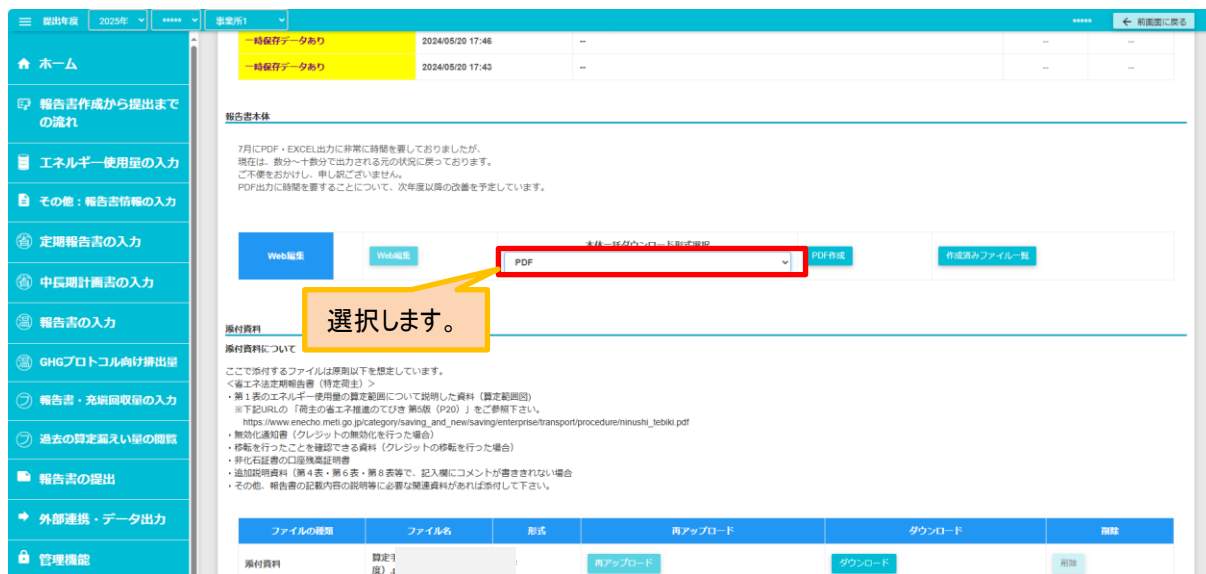 提出年度 2025年 ***** 事業所1 ***** ← 前画面に戻る
ホーム
報告書作成から提出まで
の流れ
エネルギー使用量の入力
その他：報告書情報の入力
省 定期報告書の入力
省 中長期計画書の入力
温 報告書の入力
温 GHGプロトコル向け排出量
フ 報告書・充塡回収量の入力
フ 過去の算定漏えい量の閲覧
報告書の提出
外部連携・データ出力
管理機能
一時保存データあり 2024/05/20 17:46 -- -- --
一時保存データあり 2024/05/20 17:43 -- -- --
報告書本体
7月にPDF・EXCEL出力に非常に時間を要しておりましたが、
現在は、数分～十数分で出力される元の状況に戻っております。
ご不便をおかけし、申し訳ございません。
PDF出力に時間を要することについて、次年度以降の改善を予定しています。
本体一括ダウンロード形式選択
Web編集 Web編集 PDF PDF作成 作成済みファイル一覧
選択します。
添付資料
添付資料について
ここで添付するファイルは原則以下を想定しています。
＜省エネ法定期報告書（特定荷主）＞
・第１表のエネルギー使用量の算定範囲について説明した資料（算定範囲図)
※下記URLの「荷主の省エネ推進のてびき 第5版（P20）」をご参照下さい。
https://www.enecho.meti.go.jp/category/saving_and_new/saving/enterprise/transport/procedure/ninushi_tebiki.pdf
・無効化通知書（クレジットの無効化を行った場合）
・移転を行ったことを確認できる資料（クレジットの移転を行った場合）
・非化石証書の口座残高証明書
・追加説明資料（第４表・第６表・第８表等で、記入欄にコメントが書ききれない場合
・その他、報告書の記載内容の説明等に必要な関連資料があれば添付して下さい。
ファイルの種類 ファイル名 形式 再アップロード ダウンロード 削除
添付資料 算定 再アップロード ダウンロード 削除
度）